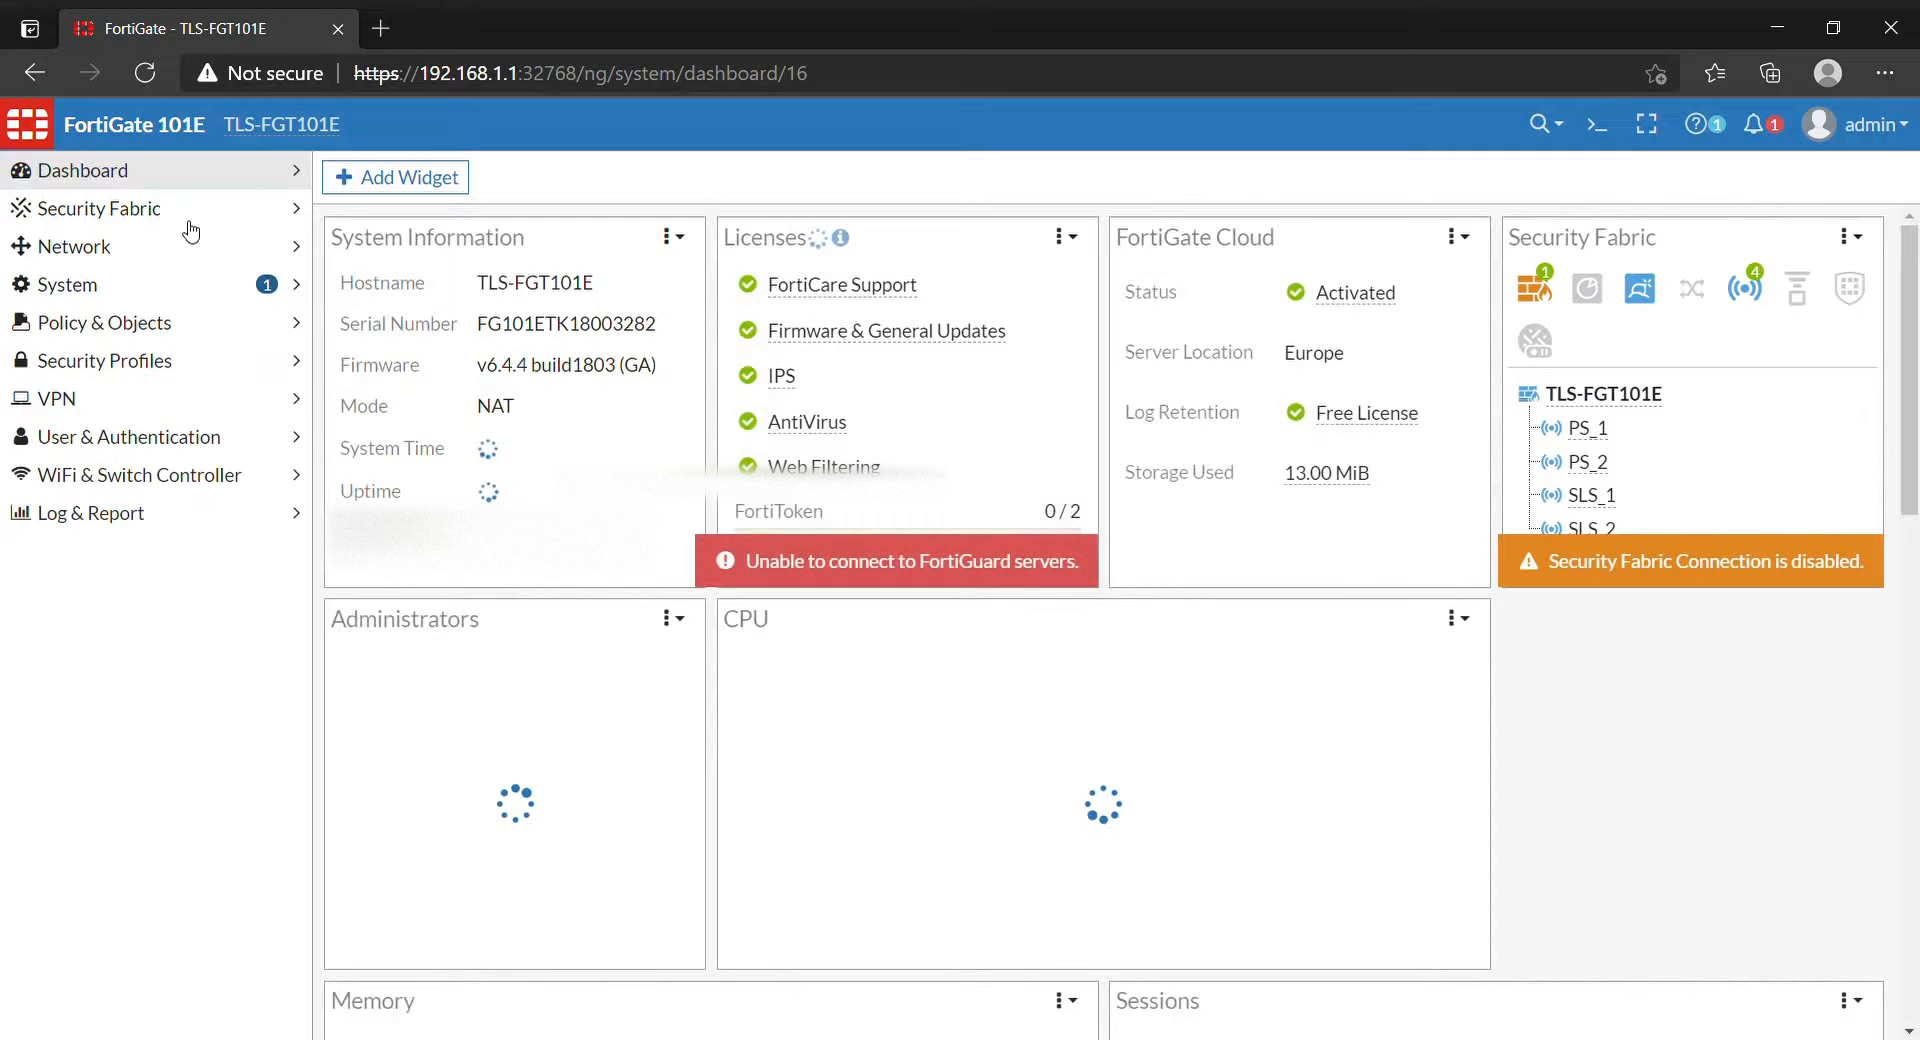 FortiGate - TLS-FGT101E
Not secure
https://192.168.1.1:32768/ng/system/dashboard/16
FortiGate 101E TLS-FGT101E
1 1 admin
Dashboard
Security Fabric
Network
System 1
Policy & Objects
Security Profiles
VPN
User & Authentication
WiFi & Switch Controller
Log & Report
Add Widget
System Information
Hostname TLS-FGT101E
Serial Number FG101ETK18003282
Firmware v6.4.4 build1803 (GA)
Mode NAT
System Time
Uptime
Licenses
FortiCare Support
Firmware & General Updates
IPS
AntiVirus
Web Filtering
FortiToken 0 / 2
Unable to connect to FortiGuard servers.
FortiGate Cloud
Status Activated
Server Location Europe
Log Retention Free License
Storage Used 13.00 MiB
Security Fabric
1 4
TLS-FGT101E
PS_1
PS_2
SLS_1
SLS_2
Security Fabric Connection is disabled.
Administrators
CPU
Memory
Sessions